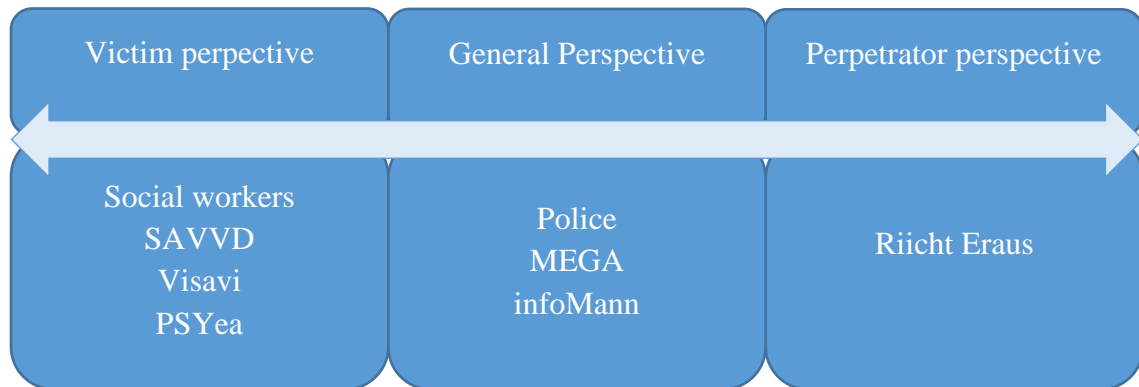 Victim perpective
General Perspective
Perpetrator perspective
Social workers
SAVVD
Visavi
PSYea
Police
MEGA
infoMann
Riicht Eraus